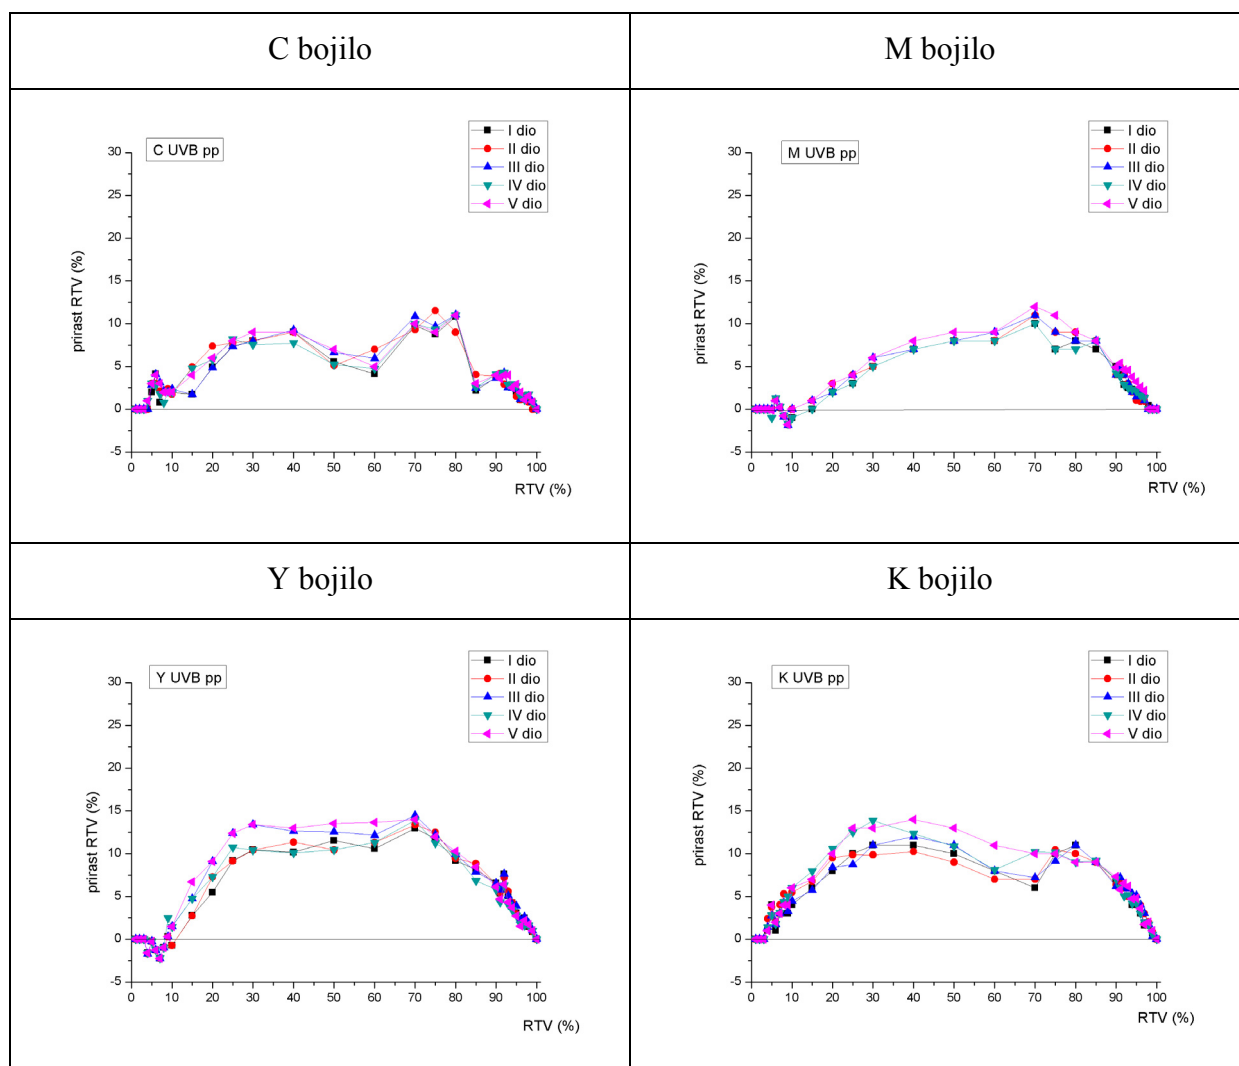 C bojilo
M bojilo
C UVB pp
I dio
II dio
III dio
IV dio
V dio
prirast RTV (%)
30
25
20
15
10
5
0
-5
0 10 20 30 40 50 60 70 80 90 100
RTV (%)
M UVB pp
I dio
II dio
III dio
IV dio
V dio
prirast RTV (%)
30
25
20
15
10
5
0
-5
0 10 20 30 40 50 60 70 80 90 100
RTV (%)
Y bojilo
K bojilo
Y UVB pp
I dio
II dio
III dio
IV dio
V dio
prirast RTV (%)
30
25
20
15
10
5
0
-5
0 10 20 30 40 50 60 70 80 90 100
RTV (%)
K UVB pp
I dio
II dio
III dio
IV dio
V dio
prirast RTV (%)
30
25
20
15
10
5
0
-5
0 10 20 30 40 50 60 70 80 90 100
RTV (%)